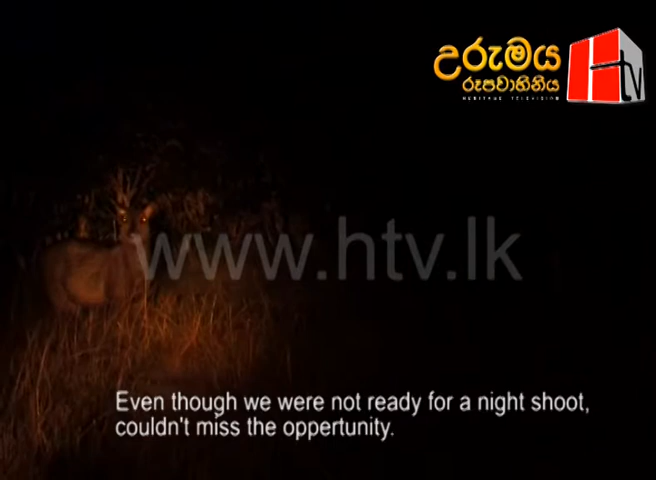 උරුමය
රූපවාහිනිය
HERITAGE TELEVISION
Htv
www.htv.lk
Even though we were not ready for a night shoot,
couldn't miss the oppertunity.